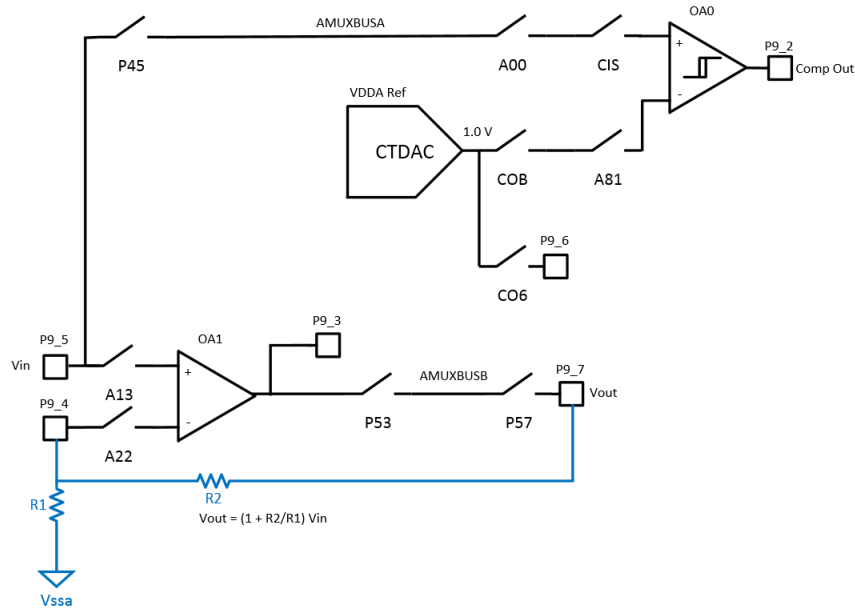 OA0
AMUXBUSA
P45
A00
CIS
+
-
P9_2
Comp Out
VDDA Ref
CTDAC
1.0 V
COB
A81
P9_6
CO6
P9_5
Vin
OA1
P9_3
A13
+
-
P9_4
A22
AMUXBUSB
P53
P57
P9_7
Vout
R2
R1
Vout = (1 + R2/R1) Vin
Vssa